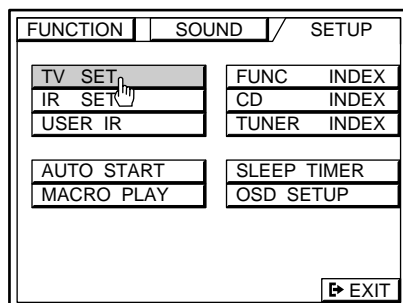 FUNCTION SOUND SETUP
TV SET FUNC INDEX
IR SET CD INDEX
USER IR TUNER INDEX
AUTO START SLEEP TIMER
MACRO PLAY OSD SETUP
EXIT